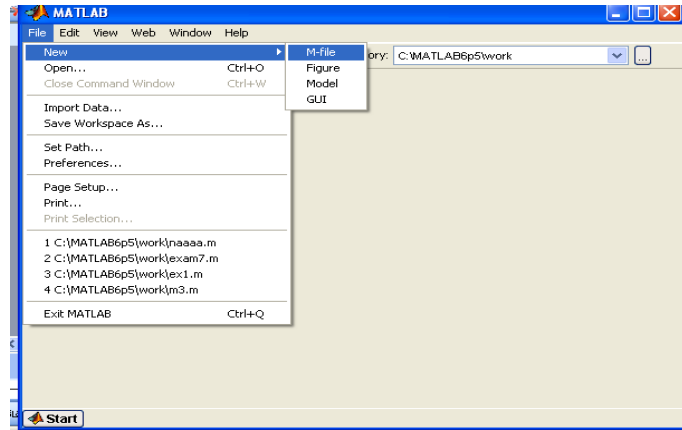 MATLAB
File Edit View Web Window Help
New M-file ory: C:\MATLAB6p5\work ...
Open... Ctrl+O Figure
Close Command Window Ctrl+W Model
GUI
Import Data...
Save Workspace As...
Set Path...
Preferences...
Page Setup...
Print...
Print Selection...
1 C:\MATLAB6p5\work\naaaa.m
2 C:\MATLAB6p5\work\exam7.m
3 C:\MATLAB6p5\work\ex1.m
4 C:\MATLAB6p5\work\m3.m
Exit MATLAB Ctrl+Q
Start